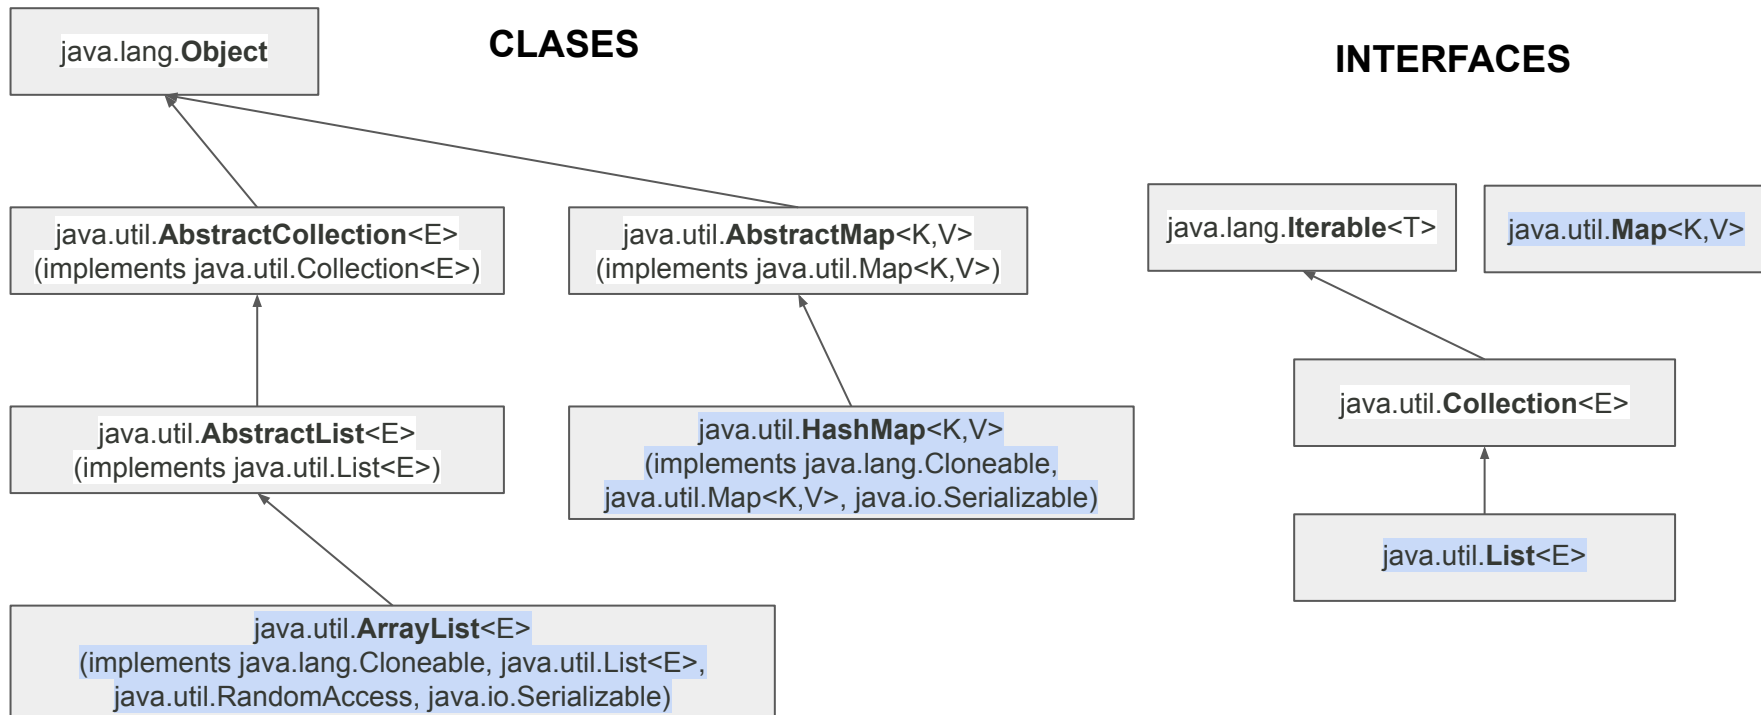 java.lang.Object
CLASES
INTERFACES
java.util.AbstractCollection<E>
(implements java.util.Collection<E>)
java.util.AbstractMap<K,V>
(implements java.util.Map<K,V>)
java.lang.Iterable<T>
java.util.Map<K,V>
java.util.Collection<E>
java.util.AbstractList<E>
(implements java.util.List<E>)
java.util.HashMap<K,V>
(implements java.lang.Cloneable,
java.util.Map<K,V>, java.io.Serializable)
java.util.List<E>
java.util.ArrayList<E>
(implements java.lang.Cloneable, java.util.List<E>,
java.util.RandomAccess, java.io.Serializable)